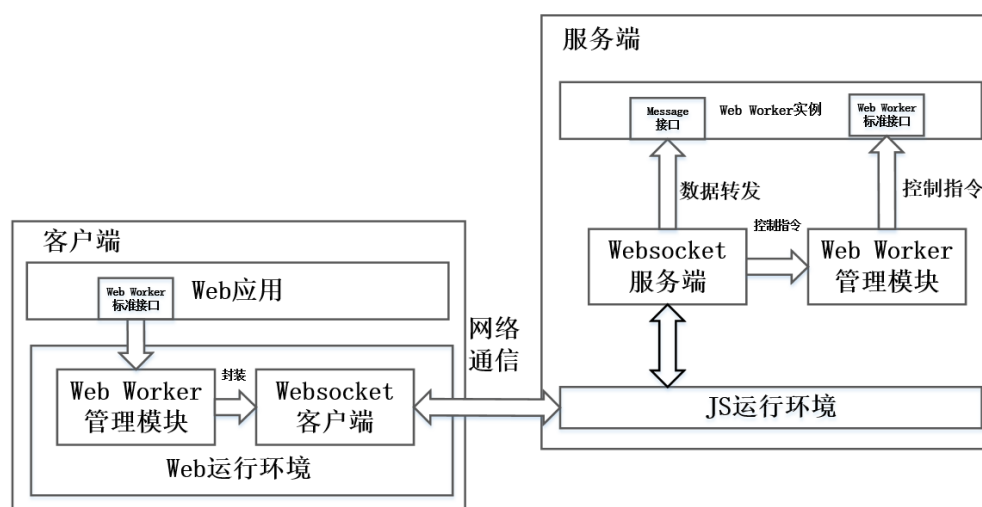 服务端
Message
接口
Web Worker实例
Web Worker
标准接口
数据转发
控制指令
控制指令
Websocket
服务端
Web Worker
管理模块
JS运行环境
客户端
Web Worker
标准接口
Web应用
网络
通信
Web Worker
管理模块
封装
Websocket
客户端
Web运行环境